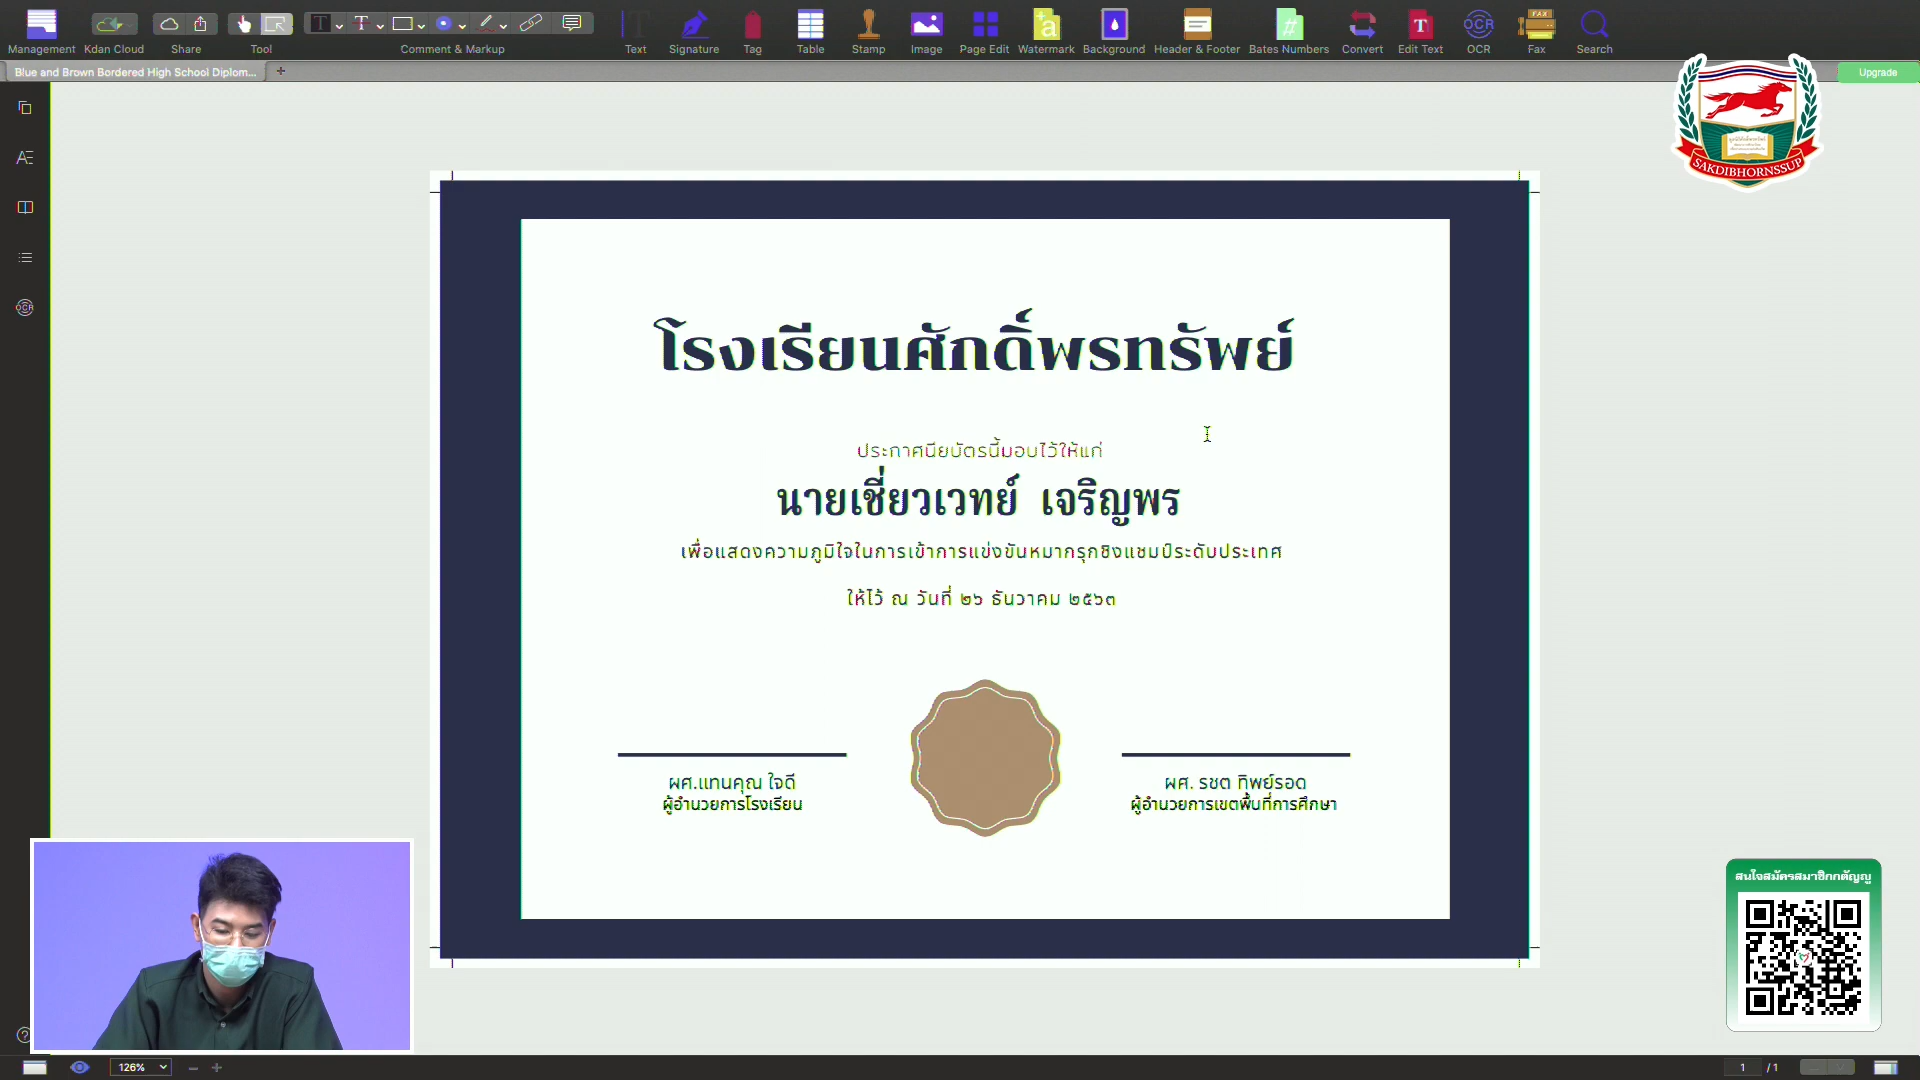 Management
Kdan Cloud
Share
Tool
Comment & Markup
Text
Signature
Tag
Table
Stamp
Image
Page Edit
Watermark
Background
Header & Footer
Bates Numbers
Convert
Edit Text
OCR
Fax
Search
Blue and Brown Bordered High School Diplom...
Upgrade
SAKDIBHORNSSUP
โรงเรียนศักดิ์พรทรัพย์
ประกาศนียบัตรนี้มอบไว้ให้แก่
นายเชี่ยวเวทย์ เจริญพร
เพื่อแสดงความภูมิใจในการเข้าการแข่งขันหมากรุกชิงแชมป์ระดับประเทศ
ให้ไว้ ณ วันที่ ๒๖ ธันวาคม ๒๕๖๓
ผศ.แทนคุณ ใจดี
ผู้อำนวยการโรงเรียน
ผศ. รชต ทิพย์รอด
ผู้อำนวยการเขตพื้นที่การศึกษา
สนใจสมัครสมาชิกกตัญญู
126%
1 / 1